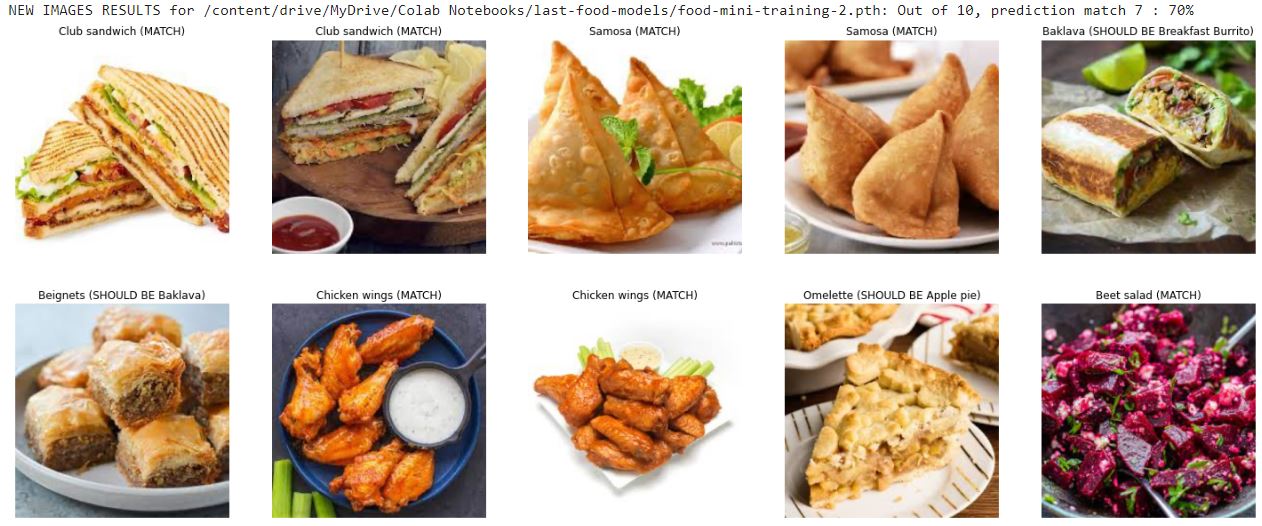 NEW IMAGES RESULTS for /content/drive/MyDrive/Colab Notebooks/last-food-models/food-mini-training-2.pth: Out of 10, prediction match 7 : 70%
Club sandwich (MATCH)
Club sandwich (MATCH)
Samosa (MATCH)
Samosa (MATCH)
Baklava (SHOULD BE Breakfast Burrito)
Beignets (SHOULD BE Baklava)
Chicken wings (MATCH)
Chicken wings (MATCH)
Omelette (SHOULD BE Apple pie)
Beet salad (MATCH)